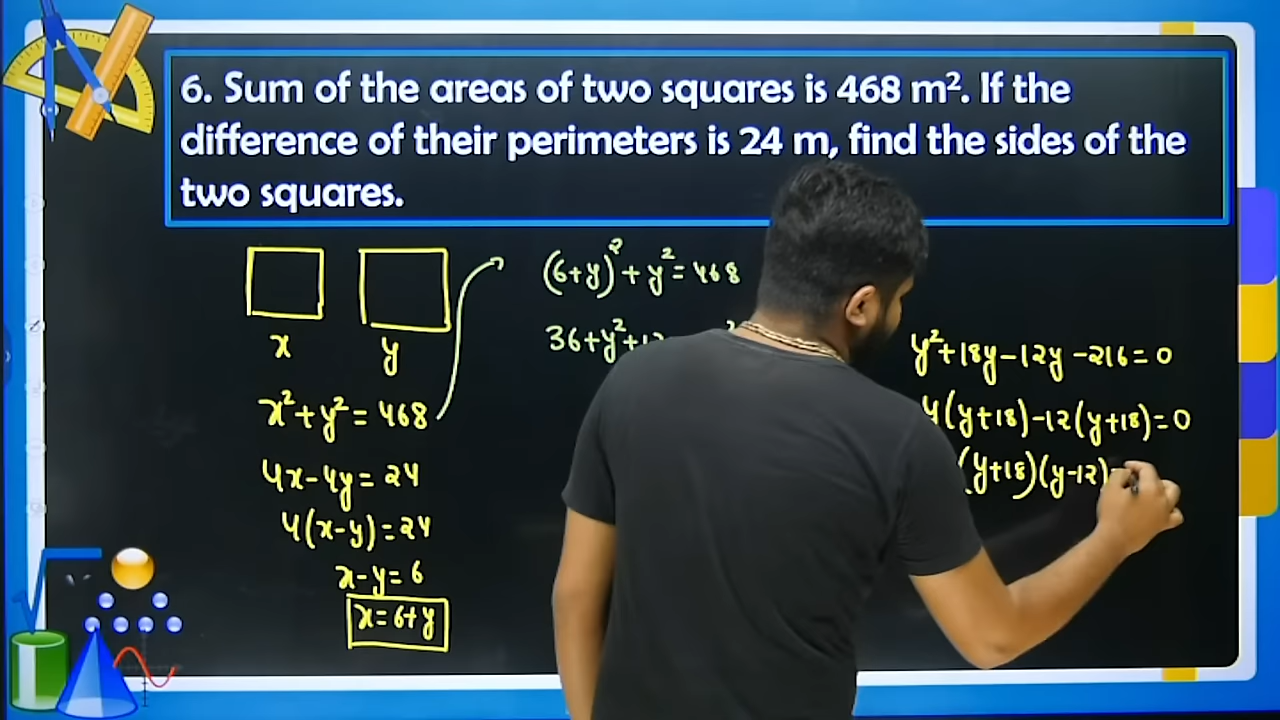 6. Sum of the areas of two squares is 468 m². If the
difference of their perimeters is 24 m, find the sides of the
two squares.
x y
x² + y² = 468
4x - 4y = 24
4(x-y) = 24
x-y = 6
x = 6+y
(6+y)² + y² = 468
36+y²+12
y²+18y-12y-216=0
y(y+18)-12(y+18)=0
(y+18)(y-12)=